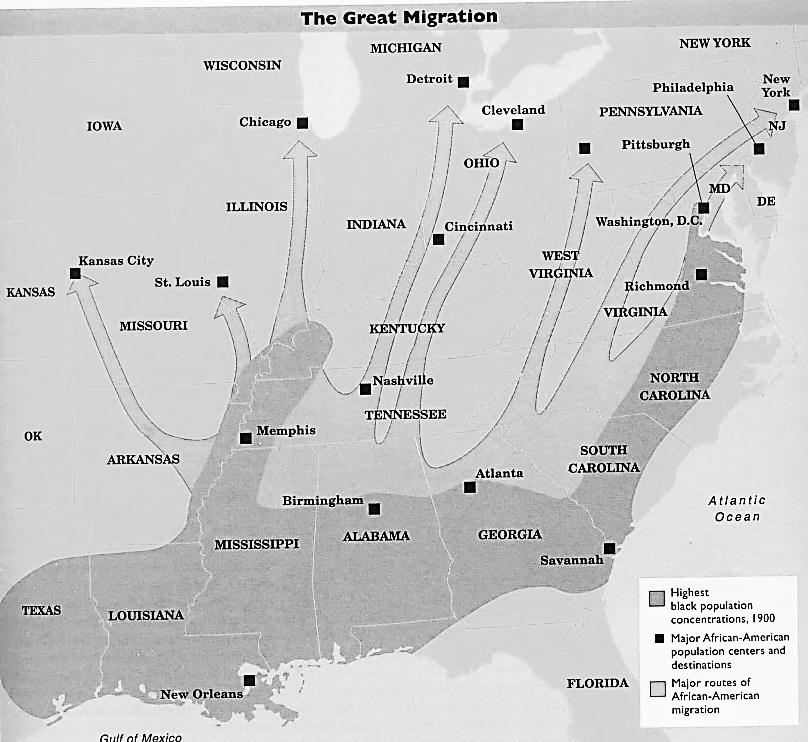 The Great Migration
MICHIGAN
NEW YORK
WISCONSIN
Detroit
Philadelphia
New
York
Cleveland
PENNSYLVANIA
IOWA
Chicago
NJ
Pittsburgh
OHIO
MD
DE
ILLINOIS
INDIANA
Cincinnati
Washington, D.C.
Kansas City
WEST
VIRGINIA
St. Louis
Richmond
KANSAS
VIRGINIA
MISSOURI
KENTUCKY
Nashville
NORTH
CAROLINA
TENNESSEE
Memphis
OK
ARKANSAS
SOUTH
CAROLINA
Atlanta
Birmingham
Atlantic
Ocean
MISSISSIPPI
ALABAMA
GEORGIA
Savannah
TEXAS
LOUISIANA
Highest
black population
concentrations, 1900
Major African-American
population centers and
destinations
Major routes of
African-American
migration
New Orleans
FLORIDA
Gulf of Mexico